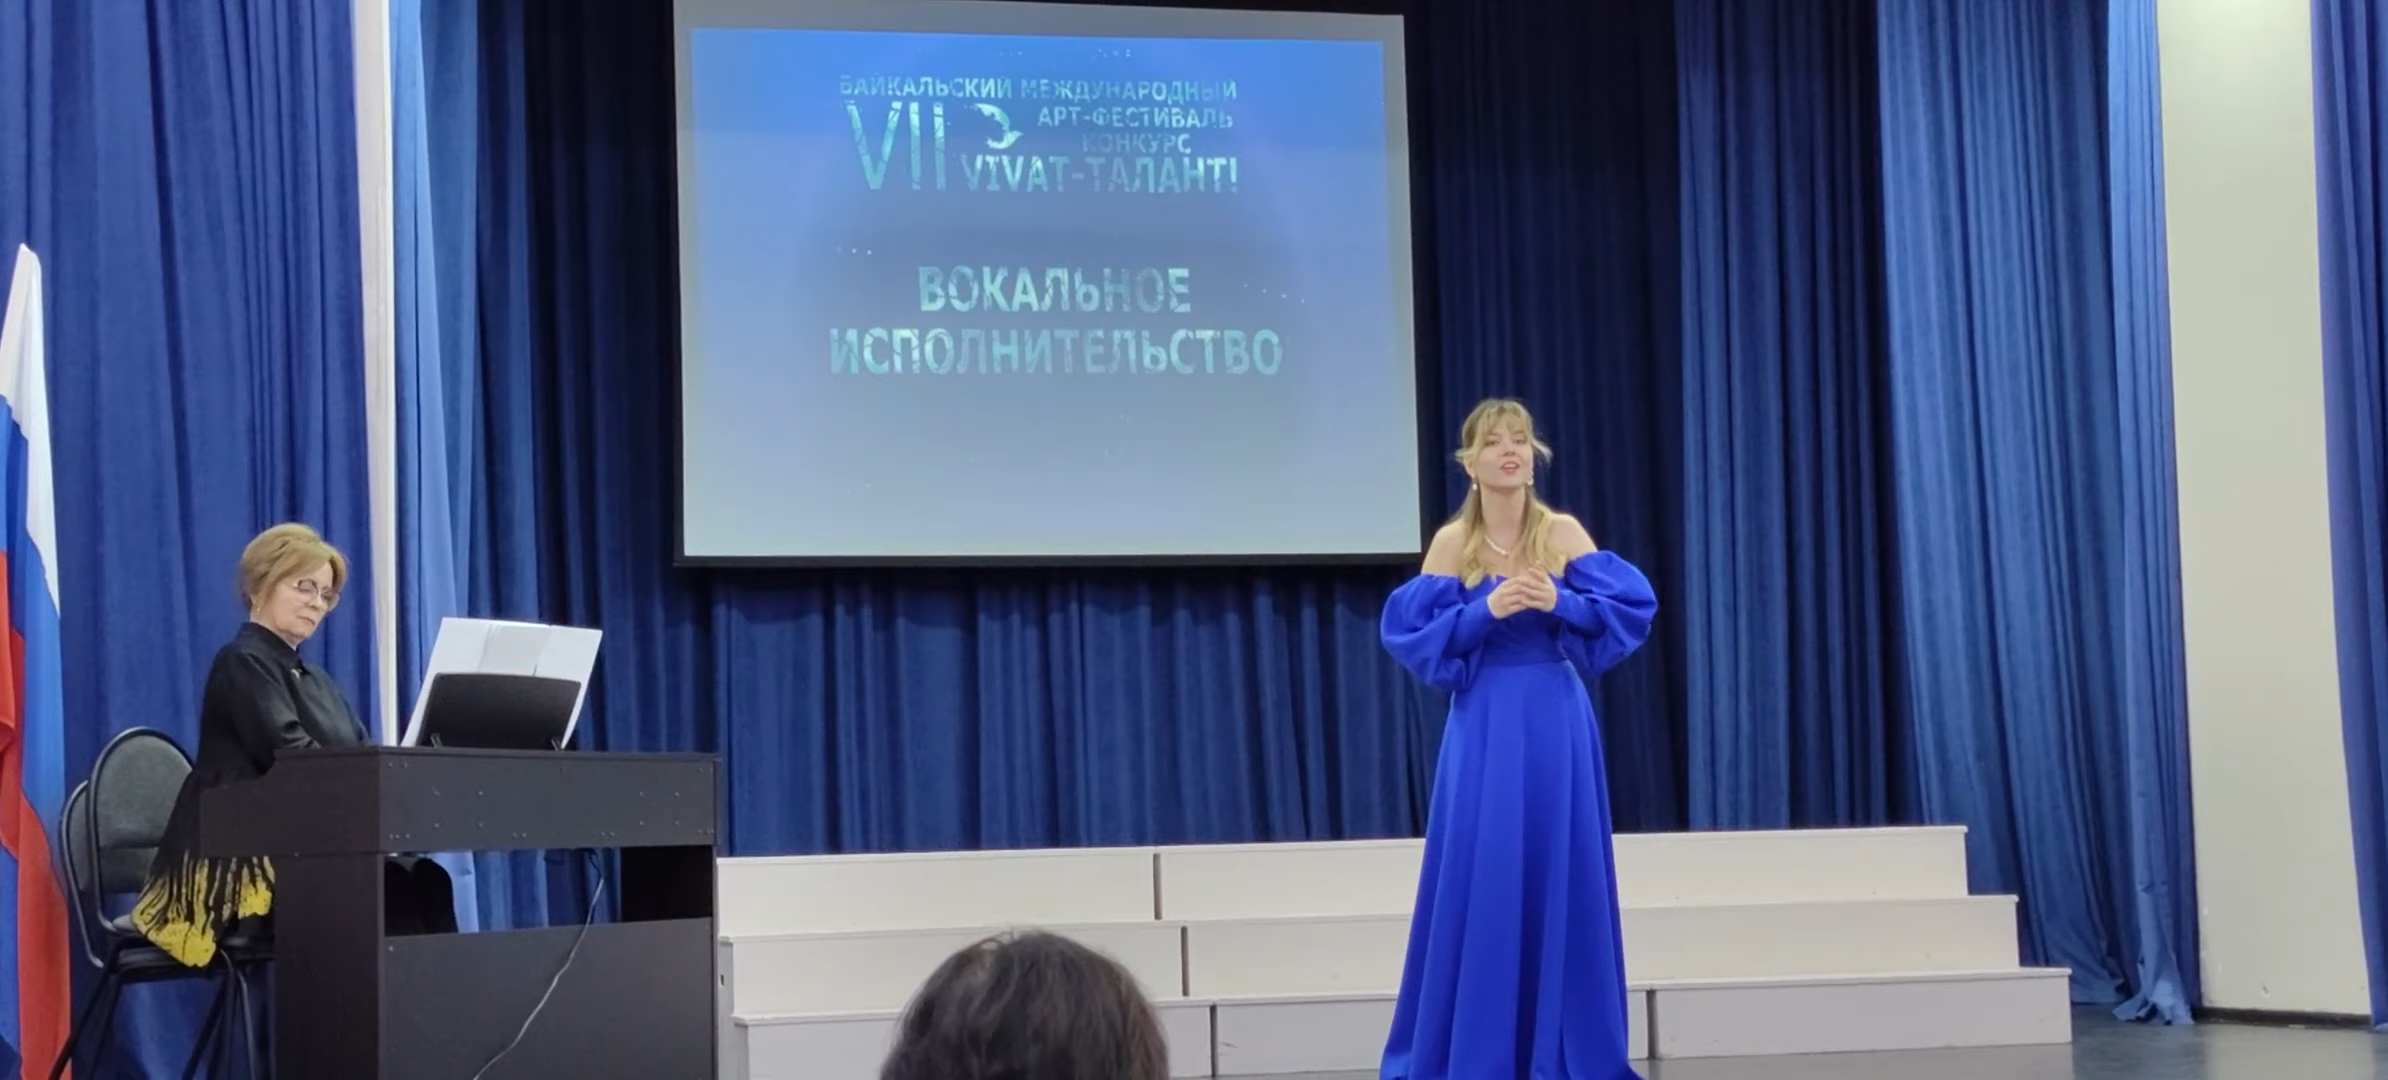 БАЙКАЛЬСКИЙ МЕЖДУНАРОДНЫЙ
АРТ-ФЕСТИВАЛЬ
КОНКУРС
VII VIVAT-ТАЛАНТ!
ВОКАЛЬНОЕ
ИСПОЛНИТЕЛЬСТВО